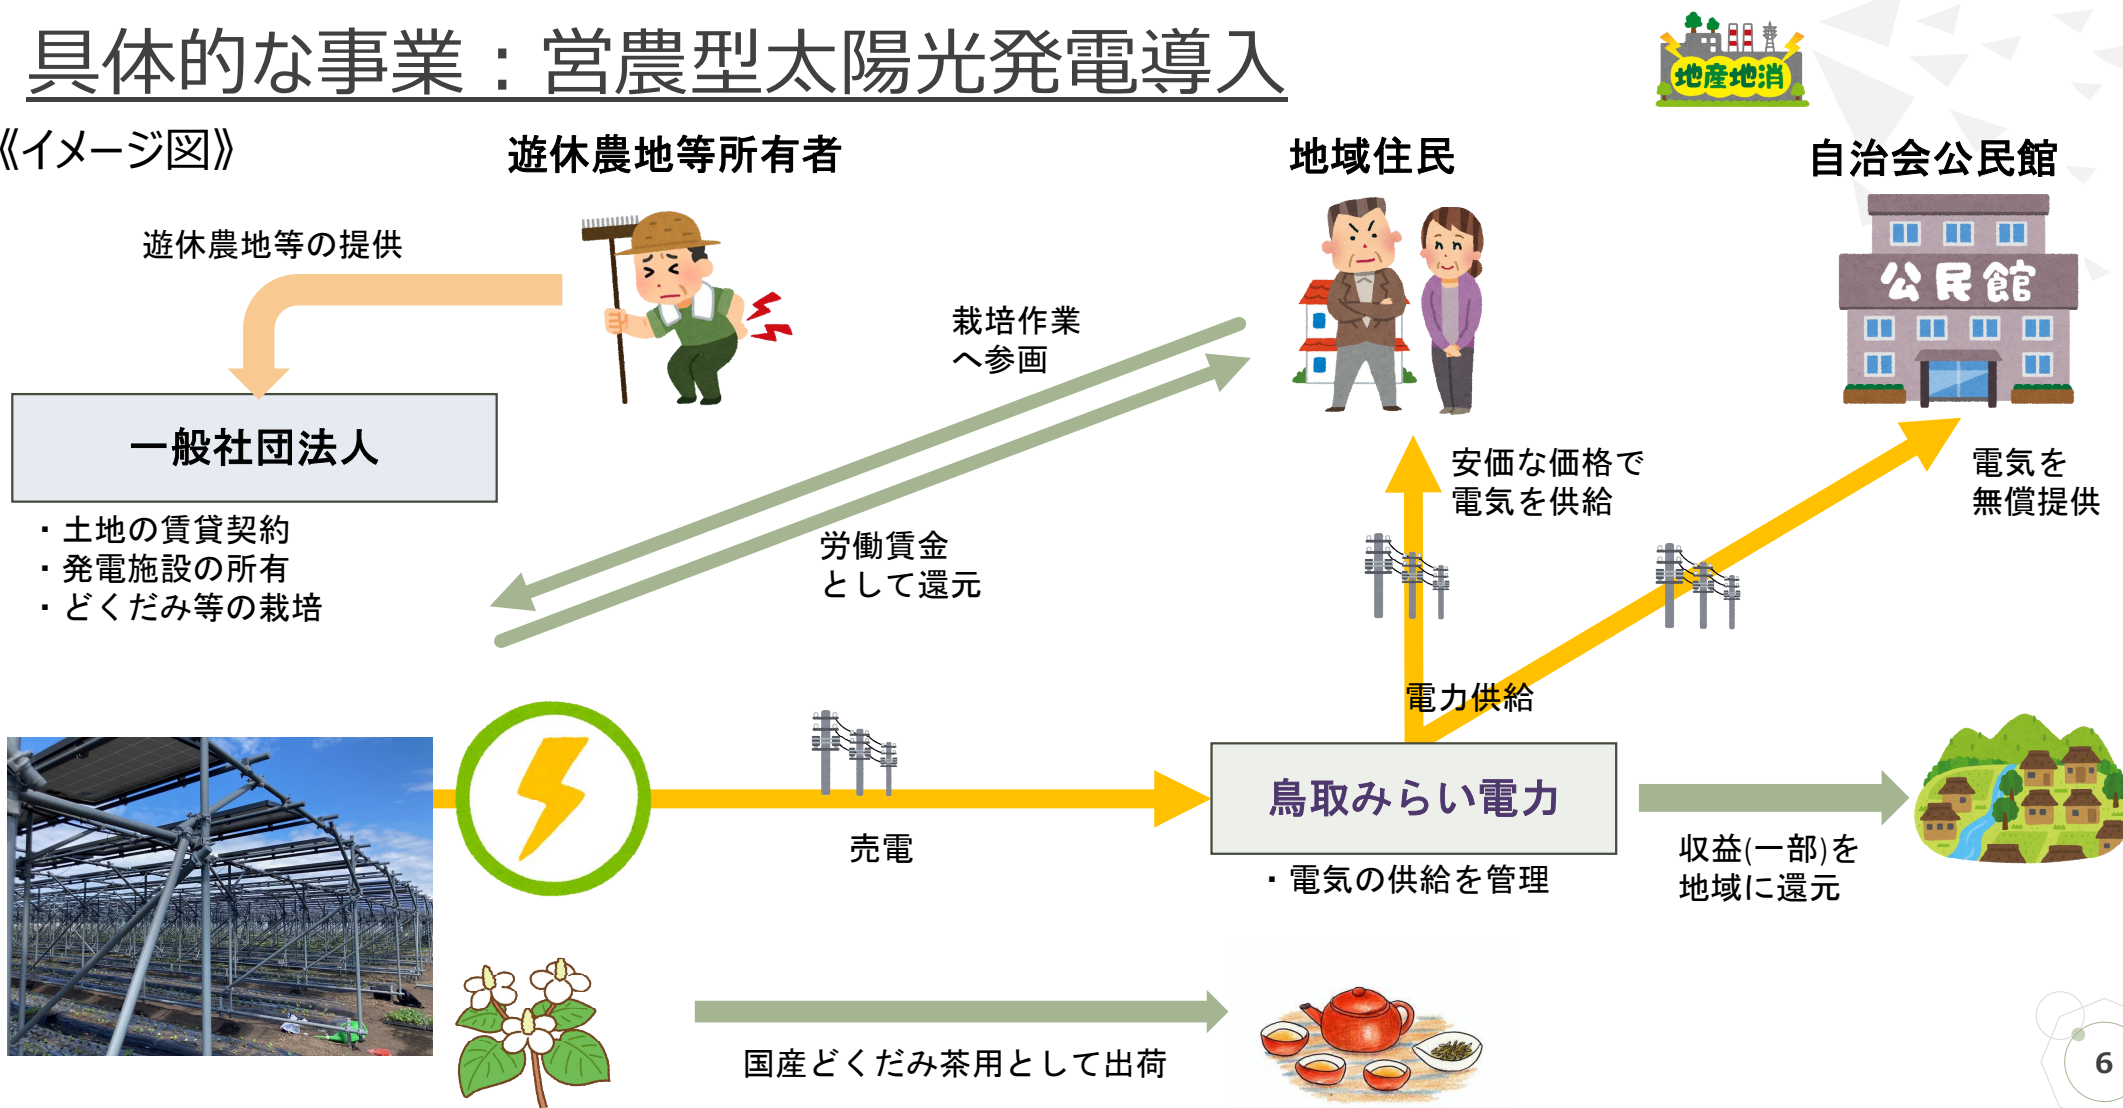 具体的な事業：営農型太陽光発電導入
地産地消
《イメージ図》
遊休農地等所有者
地域住民
自治会公民館
公民館
遊休農地等の提供
栽培作業
へ参画
一般社団法人
・土地の賃貸契約
・発電施設の所有
・どくだみ等の栽培
労働賃金
として還元
安価な価格で
電気を供給
電気を
無償提供
電力供給
売電
鳥取みらい電力
・電気の供給を管理
収益(一部)を
地域に還元
国産どくだみ茶用として出荷
6